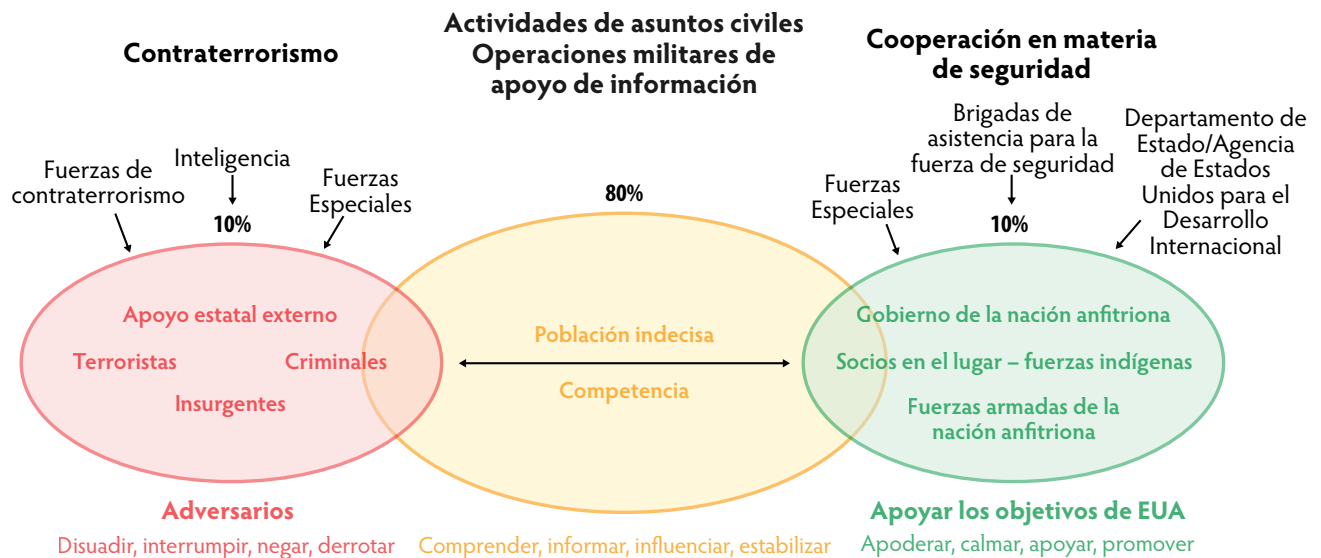 Contraterrorismo
Actividades de asuntos civiles
Operaciones militares de
apoyo de información
Cooperación en materia
de seguridad
Fuerzas de
contraterrorismo
Inteligencia
Fuerzas
Especiales
10%
80%
Fuerzas
Especiales
Brigadas de
asistencia para la
fuerza de seguridad
10%
Departamento de
Estado/Agencia
de Estados
Unidos para el
Desarrollo
Internacional
Apoyo estatal externo
Terroristas
Criminales
Insurgentes
Población indecisa
Competencia
Gobierno de la nación anfitriona
Socios en el lugar – fuerzas indígenas
Fuerzas armadas de la
nación anfitriona
Adversarios
Disuadir, interrumpir, negar, derrotar
Comprender, informar, influenciar, estabilizar
Apoyar los objetivos de EUA
Apoderar, calmar, apoyar, promover